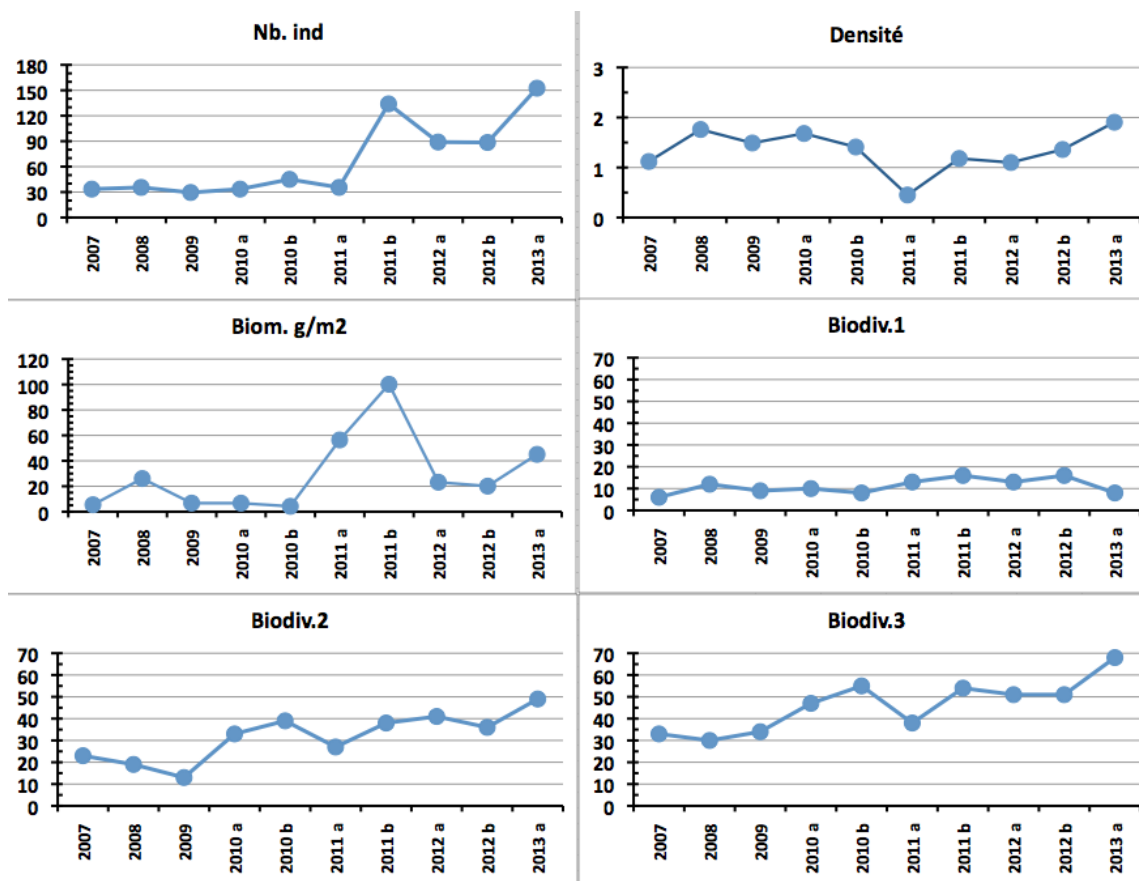 Nb. ind
180
150
120
90
60
30
0
2007
2008
2009
2010 a
2010 b
2011 a
2011 b
2012 a
2012 b
2013 a
Densité
3
2
1
0
2007
2008
2009
2010 a
2010 b
2011 a
2011 b
2012 a
2012 b
2013 a
Biom. g/m2
120
100
80
60
40
20
0
2007
2008
2009
2010 a
2010 b
2011 a
2011 b
2012 a
2012 b
2013 a
Biodiv.1
70
60
50
40
30
20
10
0
2007
2008
2009
2010 a
2010 b
2011 a
2011 b
2012 a
2012 b
2013 a
Biodiv.2
70
60
50
40
30
20
10
0
2007
2008
2009
2010 a
2010 b
2011 a
2011 b
2012 a
2012 b
2013 a
Biodiv.3
70
60
50
40
30
20
10
0
2007
2008
2009
2010 a
2010 b
2011 a
2011 b
2012 a
2012 b
2013 a